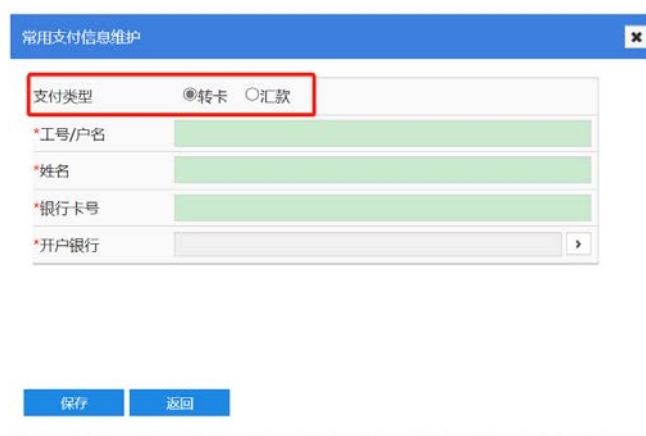 常用支付信息维护
支付类型 转卡 汇款
*工号/户名
*姓名
*银行卡号
*开户银行
保存 返回